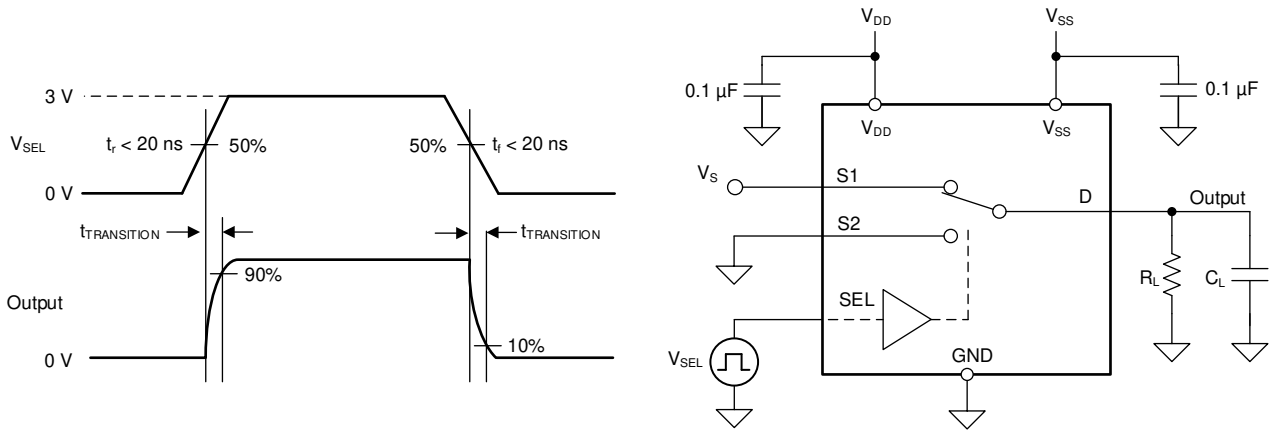 3 V
V_SEL
t_r < 20 ns
50%
50%
t_f < 20 ns
0 V
t_TRANSITION
t_TRANSITION
90%
Output
10%
0 V
V_DD
V_SS
0.1 µF
0.1 µF
V_DD
V_SS
V_S
S1
D
Output
S2
R_L
C_L
SEL
V_SEL
GND